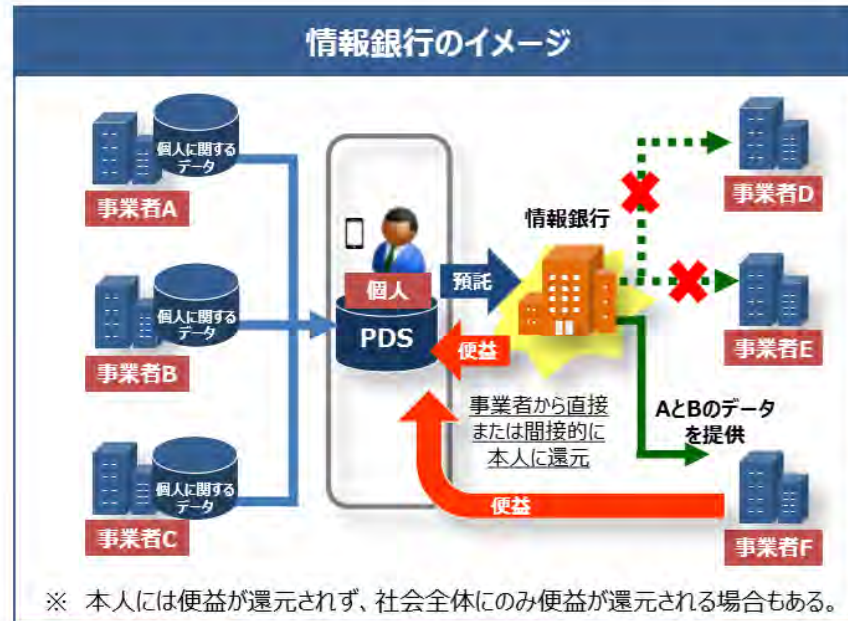 情報銀行のイメージ
個人に関する
データ
事業者A
個人に関する
データ
事業者B
個人に関する
データ
事業者C
個人
PDS
預託
便益
情報銀行
事業者から直接
または間接的に
本人に還元
便益
事業者D
事業者E
AとBのデータ
を提供
事業者F
※ 本人には便益が還元されず、社会全体にのみ便益が還元される場合もある。